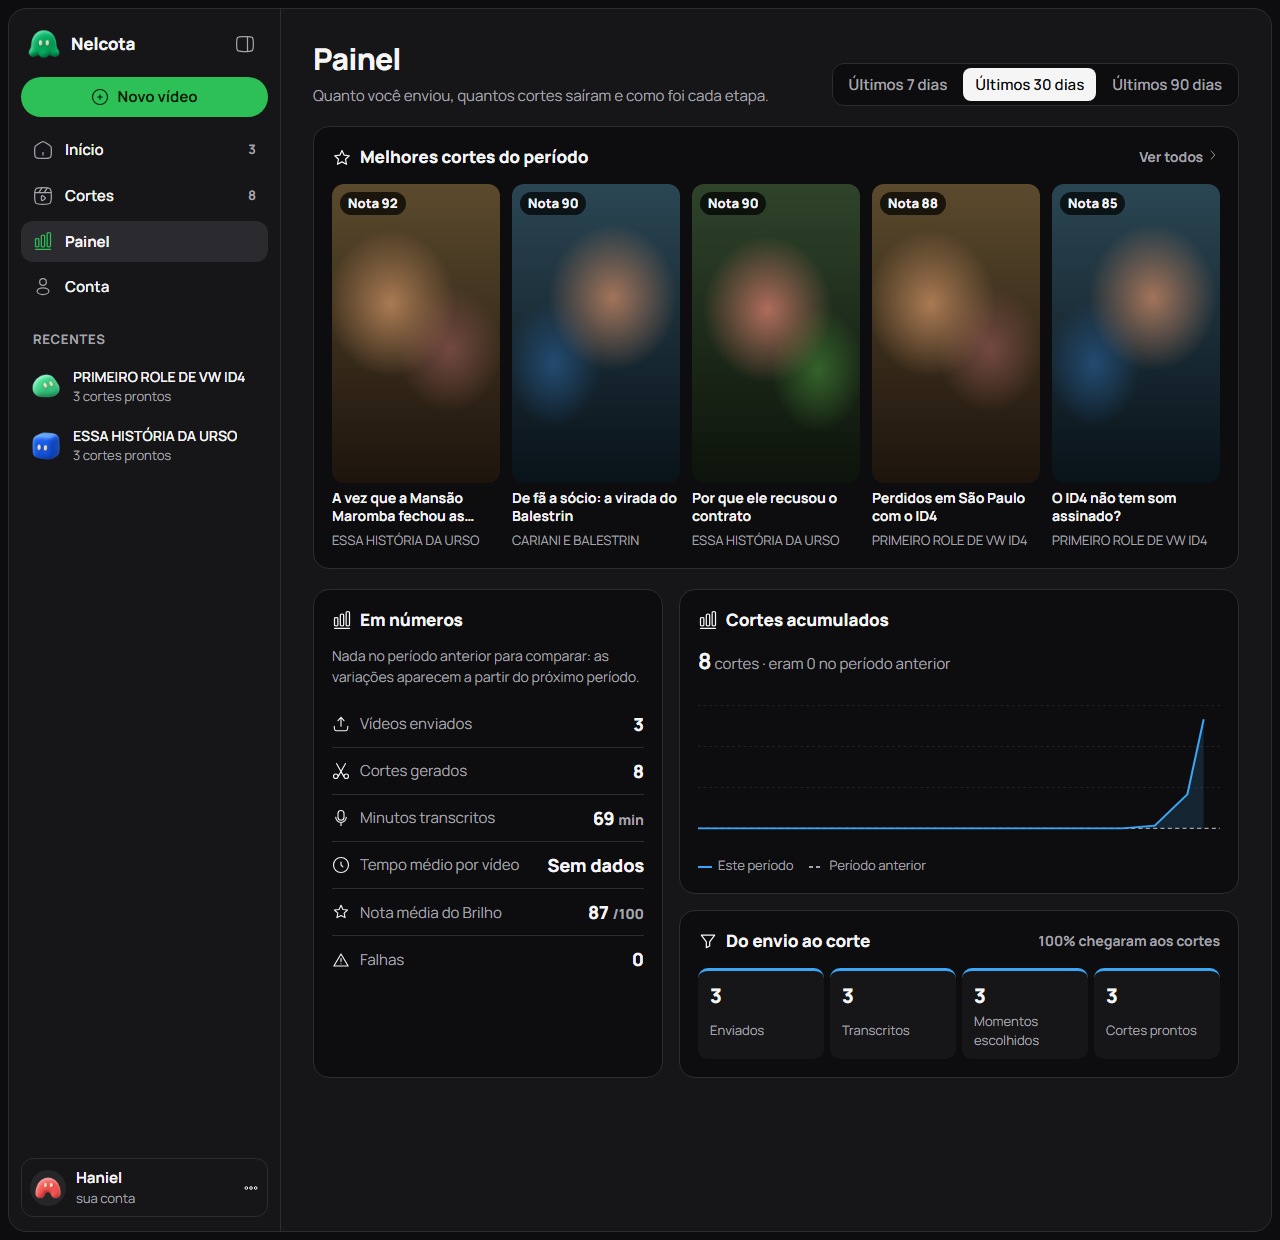 Nelcota
Novo vídeo
Início 3
Cortes 8
Painel
Conta
RECENTES
PRIMEIRO ROLE DE VW ID4
3 cortes prontos
ESSA HISTÓRIA DA URSO
3 cortes prontos
Haniel
sua conta
Painel
Quanto você enviou, quantos cortes saíram e como foi cada etapa.
Últimos 7 dias Últimos 30 dias Últimos 90 dias
Melhores cortes do período
Ver todos
Nota 92
A vez que a Mansão
Maromba fechou as...
ESSA HISTÓRIA DA URSO
Nota 90
De fã a sócio: a virada do
Balestrin
CARIANI E BALESTRIN
Nota 90
Por que ele recusou o
contrato
ESSA HISTÓRIA DA URSO
Nota 88
Perdidos em São Paulo
com o ID4
PRIMEIRO ROLE DE VW ID4
Nota 85
O ID4 não tem som
assinado?
PRIMEIRO ROLE DE VW ID4
Em números
Nada no período anterior para comparar: as
variações aparecem a partir do próximo período.
Vídeos enviados 3
Cortes gerados 8
Minutos transcritos 69 min
Tempo médio por vídeo Sem dados
Nota média do Brilho 87 /100
Falhas 0
Cortes acumulados
8 cortes · eram 0 no período anterior
Este período Período anterior
Do envio ao corte
100% chegaram aos cortes
3
Enviados
3
Transcritos
3
Momentos
escolhidos
3
Cortes prontos